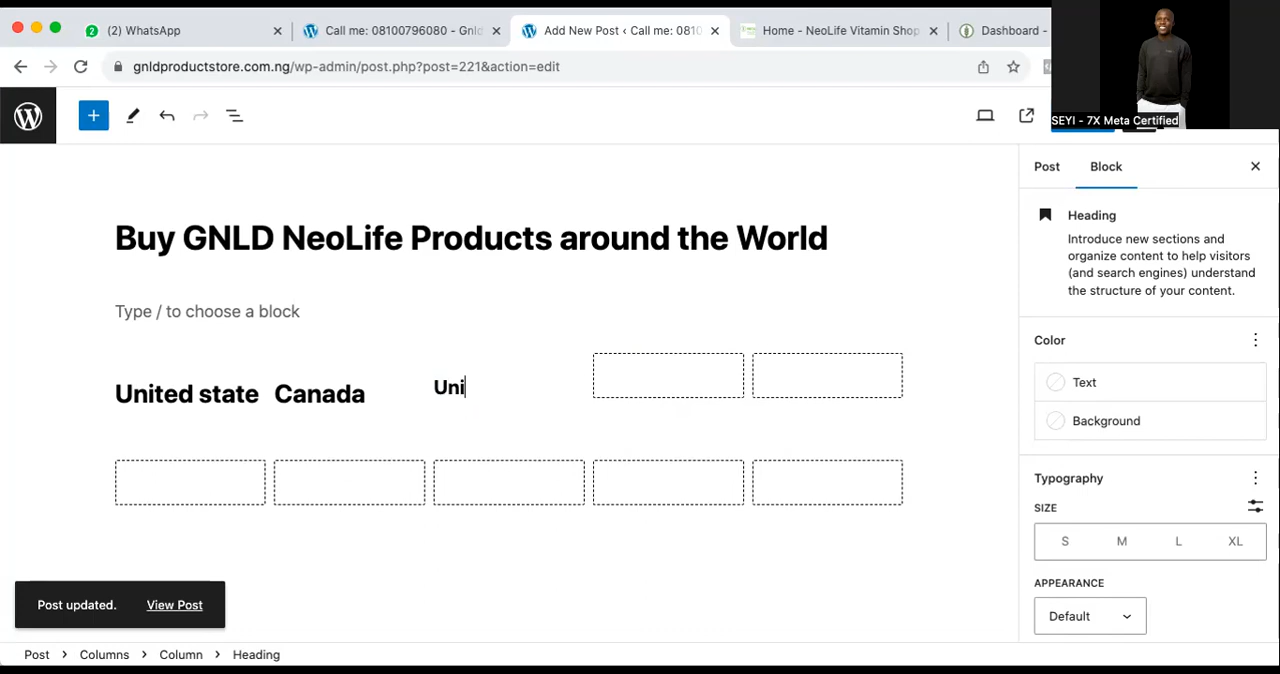 (2) WhatsApp
Call me: 08100796080 - Gnld
Add New Post ‹ Call me: 0810
Home - NeoLife Vitamin Shop
Dashboard -
gnldproductstore.com.ng/wp-admin/post.php?post=221&action=edit
SEYI - 7X Meta Certified
Post
Block
Heading
Introduce new sections and
organize content to help visitors
(and search engines) understand
the structure of your content.
Buy GNLD NeoLife Products around the World
Type / to choose a block
United state
Canada
Uni
Color
Text
Background
Typography
SIZE
S M L XL
APPEARANCE
Default
Post updated.
View Post
Post > Columns > Column > Heading